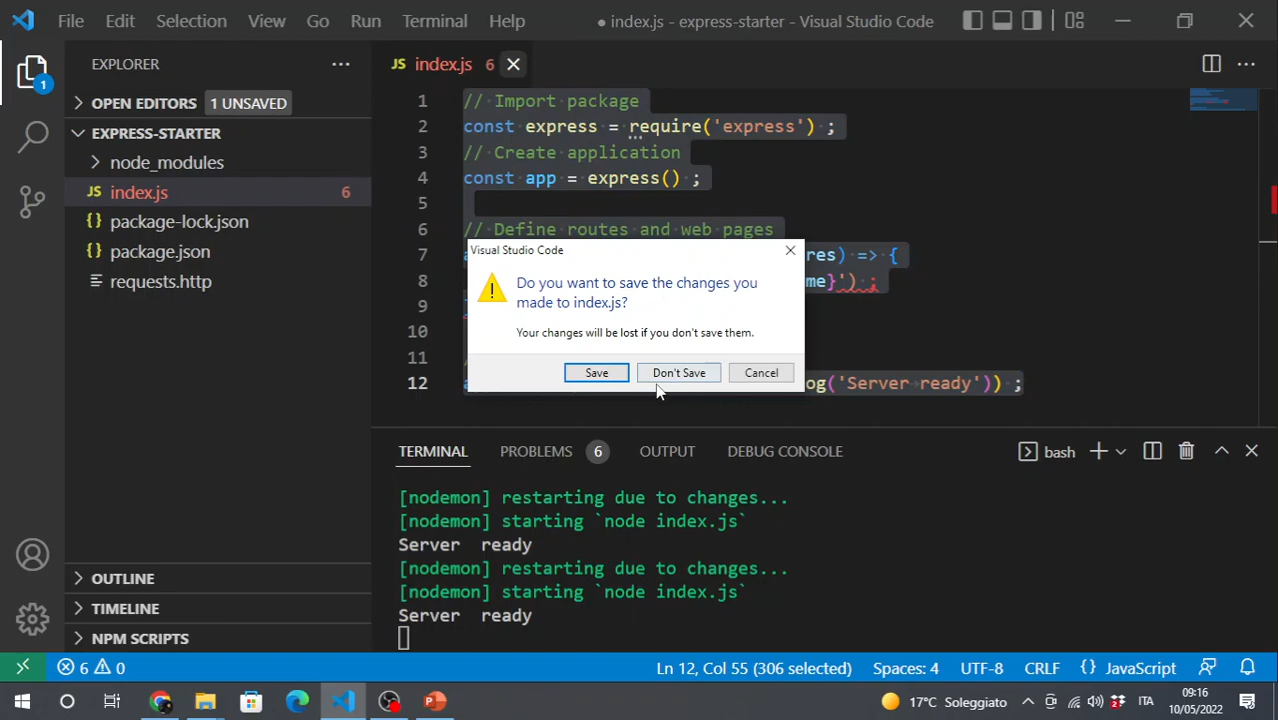 File Edit Selection View Go Run Terminal Help ● index.js - express-starter - Visual Studio Code
EXPLORER
JS index.js 6
OPEN EDITORS 1 UNSAVED
EXPRESS-STARTER
node_modules
JS index.js 6
{} package-lock.json
{} package.json
requests.http
OUTLINE
TIMELINE
NPM SCRIPTS
1
1 // Import package
2 const express = require('express') ;
3 // Create application
4 const app = express() ;
5
6 // Define routes and web pages
7 res) => {
8 me}') ;
9
10
11
12 og('Server ready')) ;
Visual Studio Code
Do you want to save the changes you
made to index.js?
Your changes will be lost if you don't save them.
Save Don't Save Cancel
TERMINAL PROBLEMS 6 OUTPUT DEBUG CONSOLE bash
[nodemon] restarting due to changes...
[nodemon] starting `node index.js`
Server ready
[nodemon] restarting due to changes...
[nodemon] starting `node index.js`
Server ready
6 0 Ln 12, Col 55 (306 selected) Spaces: 4 UTF-8 CRLF {} JavaScript
17°C Soleggiato ITA 09:16
10/05/2022